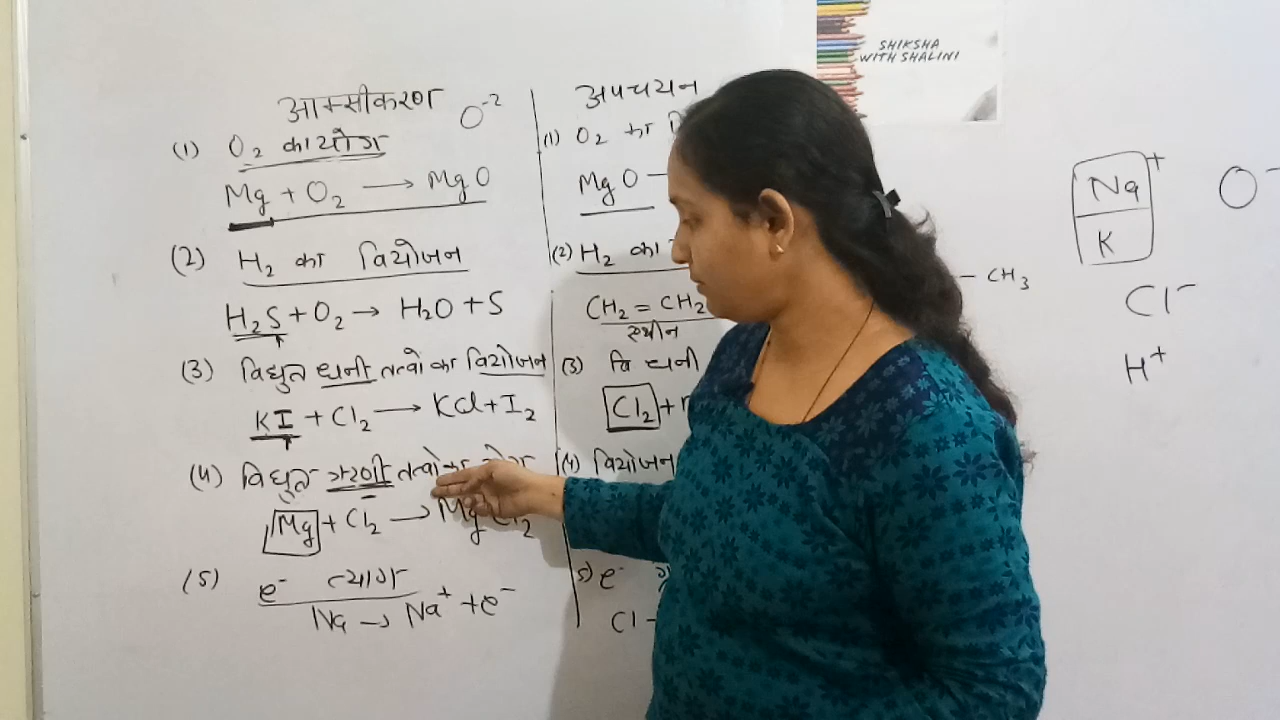 SHIKSHA
WITH SHALINI
आक्सीकरण
O⁻²
(1) O₂ का योग
Mg + O₂ → MgO
(2) H₂ का वियोजन
H₂S + O₂ → H₂O + S
(3) विधुत धनी तत्वो का वियोजन
KI + Cl₂ → KCl + I₂
(4) विधुत ऋणी तत्वो का
Mg + Cl₂ → MgCl₂
(5) e⁻ त्याग
Na → Na⁺ + e⁻
अपचयन
(1) O₂ का
MgO
(2) H₂ का
CH₂ = CH₂
– CH₃
एथीन
(3) वि धनी
Cl₂ +
(4) वियोजन
5) e⁻
Cl
Na⁺
K
O⁻
Cl⁻
H⁺